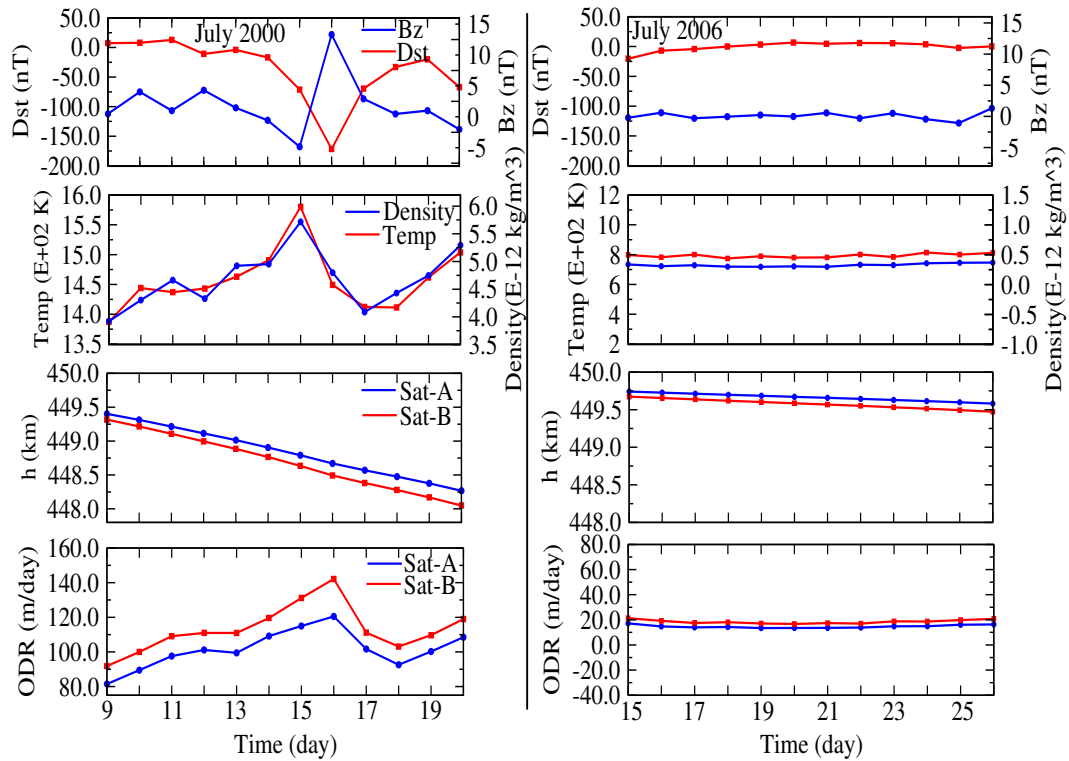 July 2000
Bz
Dst
50.0
0.0
-50.0
-100.0
-150.0
-200.0
Dst (nT)
15
10
5
0
-5
Bz (nT)
July 2006
50.0
0.0
-50.0
-100.0
-150.0
-200.0
Dst (nT)
15
10
5
0
-5
Bz (nT)
Density
Temp
16.0
15.5
15.0
14.5
14.0
13.5
Temp (E+02 K)
6.0
5.5
5.0
4.5
4.0
3.5
Density(E-12 kg/m^3)
12
10
8
6
4
2
Temp (E+02 K)
1.5
1.0
0.5
0.0
-0.5
-1.0
Density(E-12 kg/m^3)
Sat-A
Sat-B
450.0
449.5
449.0
448.5
448.0
h (km)
450.0
449.5
449.0
448.5
448.0
h (km)
Sat-A
Sat-B
160.0
140.0
120.0
100.0
80.0
ODR (m/day)
9 11 13 15 17 19
Time (day)
80.0
60.0
40.0
20.0
0.0
-20.0
-40.0
ODR (m/day)
15 17 19 21 23 25
Time (day)